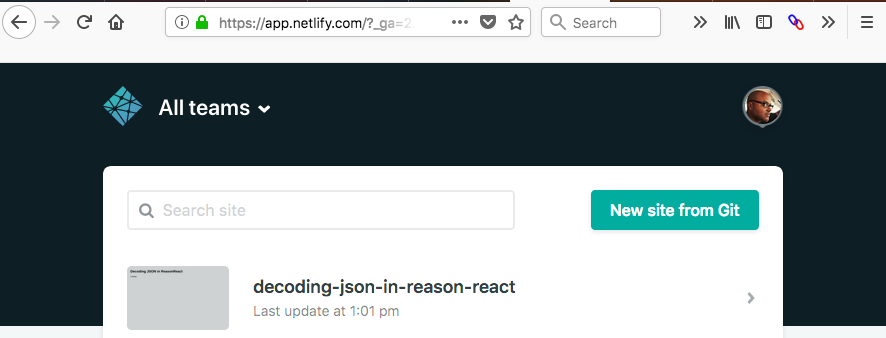 https://app.netlify.com/?_ga=2
Search
All teams
Search site
New site from Git
Decoding JSON in ReasonReact
decoding-json-in-reason-react
Last update at 1:01 pm